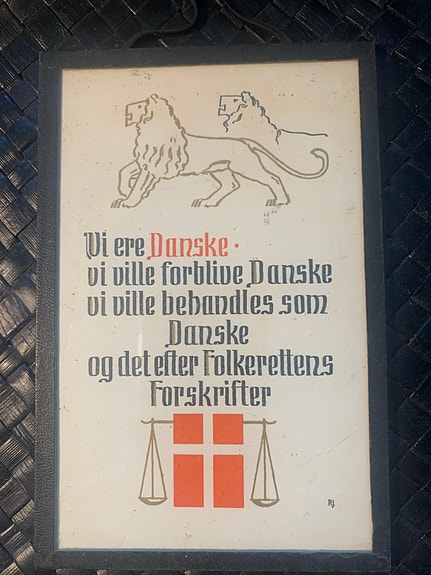 Vi ere Danske ·
vi ville forblive Danske
vi ville behandles som
Danske
og det efter Folkerettens
Forskrifter